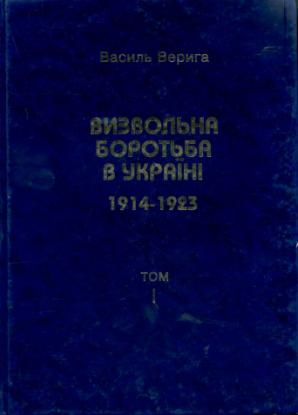 Василь Верига
ВИЗВОЛЬНА
БОРОТЬБА
В УКРАЇНІ
1914-1923
ТОМ
I